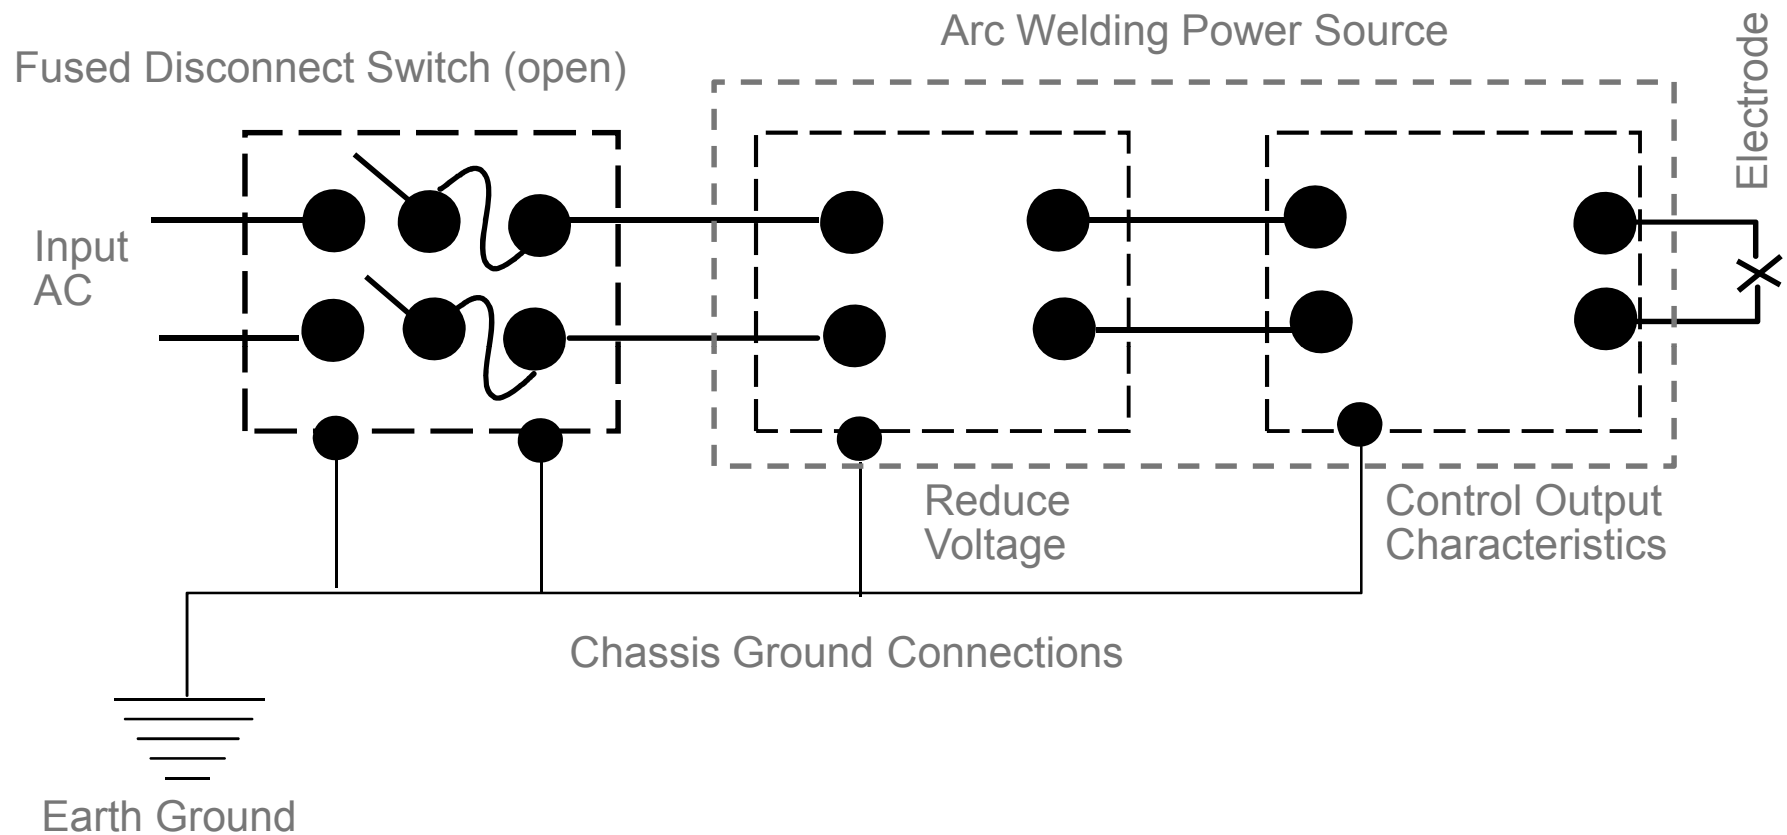 Arc Welding Power Source
Fused Disconnect Switch (open)
Electrode
Input
AC
Reduce
Voltage
Control Output
Characteristics
Chassis Ground Connections
Earth Ground